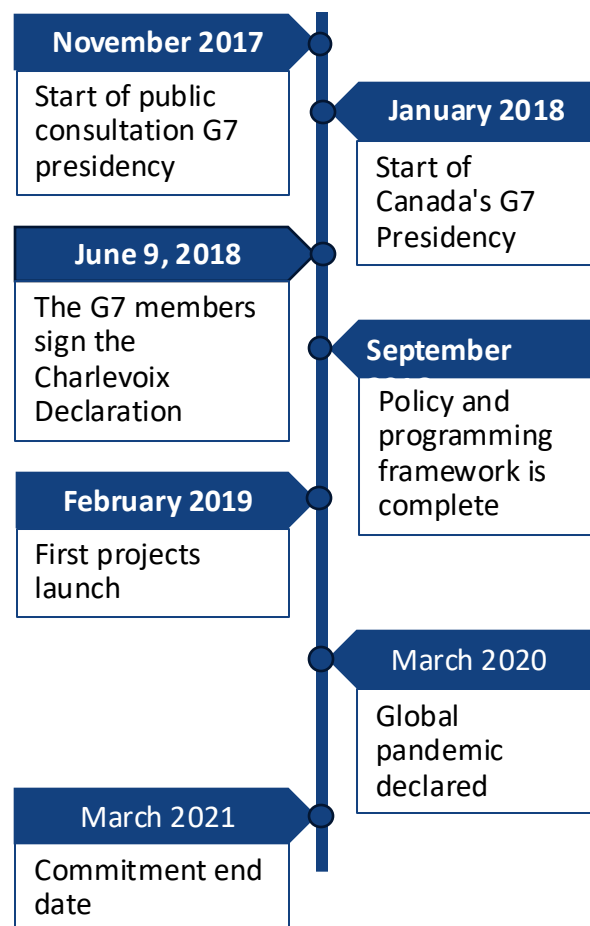 November 2017
Start of public
consultation G7
presidency
January 2018
Start of
Canada's G7
Presidency
June 9, 2018
The G7 members
sign the
Charlevoix
Declaration
September
Policy and
programming
framework is
complete
February 2019
First projects
launch
March 2020
Global
pandemic
declared
March 2021
Commitment end
date